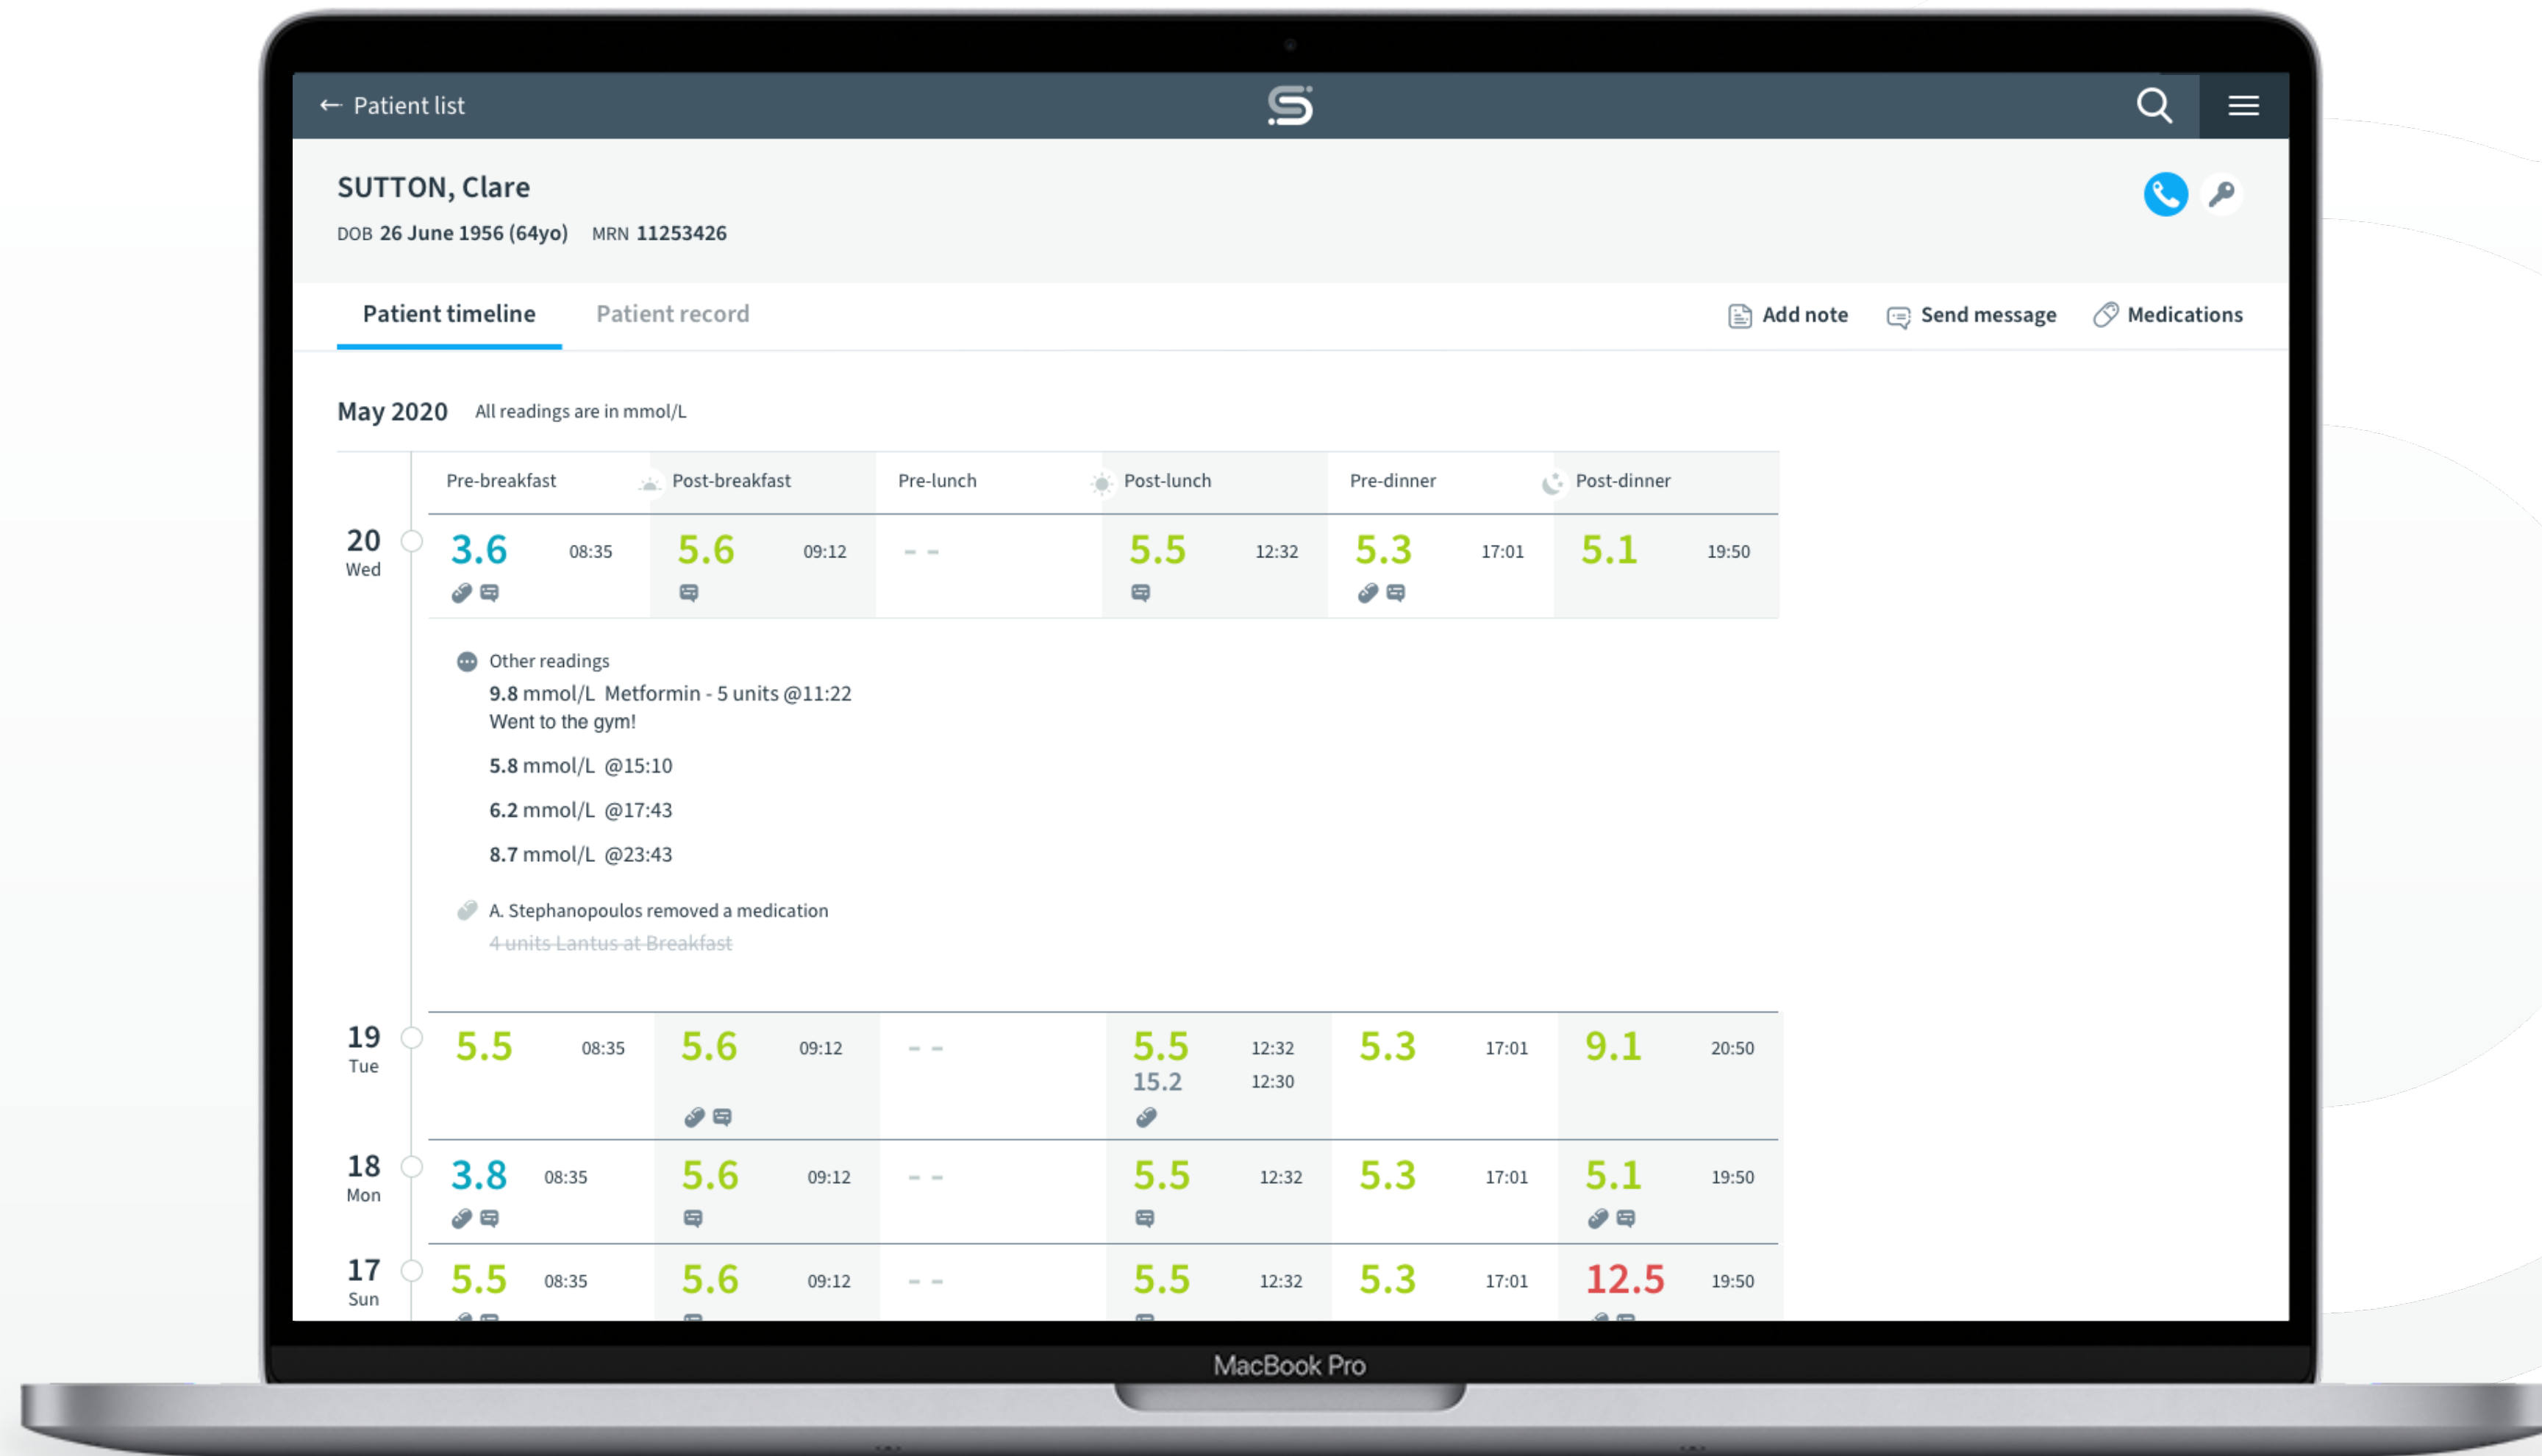 ← Patient list
SUTTON, Clare
DOB 26 June 1956 (64yo) MRN 11253426
Patient timeline Patient record Add note Send message Medications
May 2020 All readings are in mmol/L
Pre-breakfast Post-breakfast Pre-lunch Post-lunch Pre-dinner Post-dinner
20 3.6 08:35 5.6 09:12 - - 5.5 12:32 5.3 17:01 5.1 19:50
Wed
Other readings
9.8 mmol/L Metformin - 5 units @11:22
Went to the gym!
5.8 mmol/L @15:10
6.2 mmol/L @17:43
8.7 mmol/L @23:43
A. Stephanopoulos removed a medication
4 units Lantus at Breakfast
19 5.5 08:35 5.6 09:12 - - 5.5 12:32 5.3 17:01 9.1 20:50
Tue 15.2 12:30
18 3.8 08:35 5.6 09:12 - - 5.5 12:32 5.3 17:01 5.1 19:50
Mon
17 5.5 08:35 5.6 09:12 - - 5.5 12:32 5.3 17:01 12.5 19:50
Sun
MacBook Pro